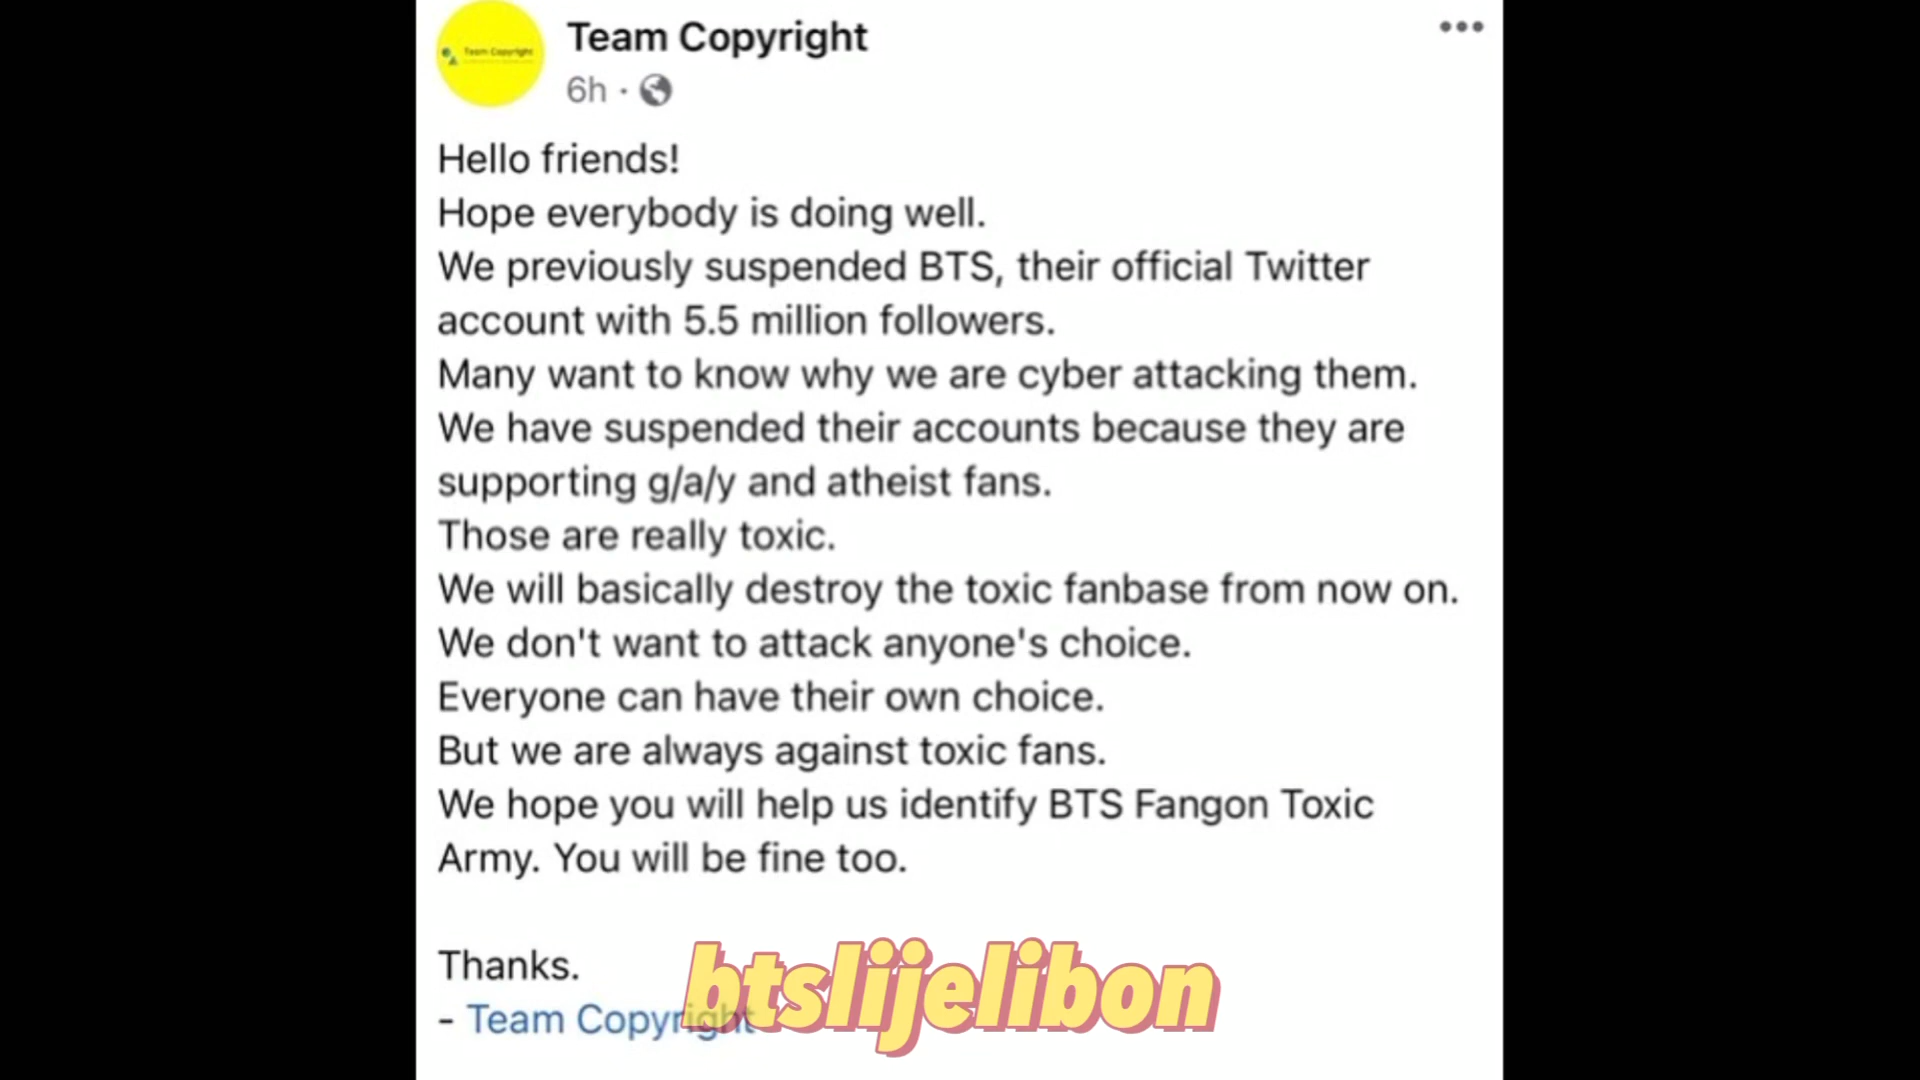 Team Copyright
Team Copyright
6h ·
Hello friends!
Hope everybody is doing well.
We previously suspended BTS, their official Twitter
account with 5.5 million followers.
Many want to know why we are cyber attacking them.
We have suspended their accounts because they are
supporting g/a/y and atheist fans.
Those are really toxic.
We will basically destroy the toxic fanbase from now on.
We don't want to attack anyone's choice.
Everyone can have their own choice.
But we are always against toxic fans.
We hope you will help us identify BTS Fangon Toxic
Army. You will be fine too.
Thanks.
- Team Copyright
btslijelibon